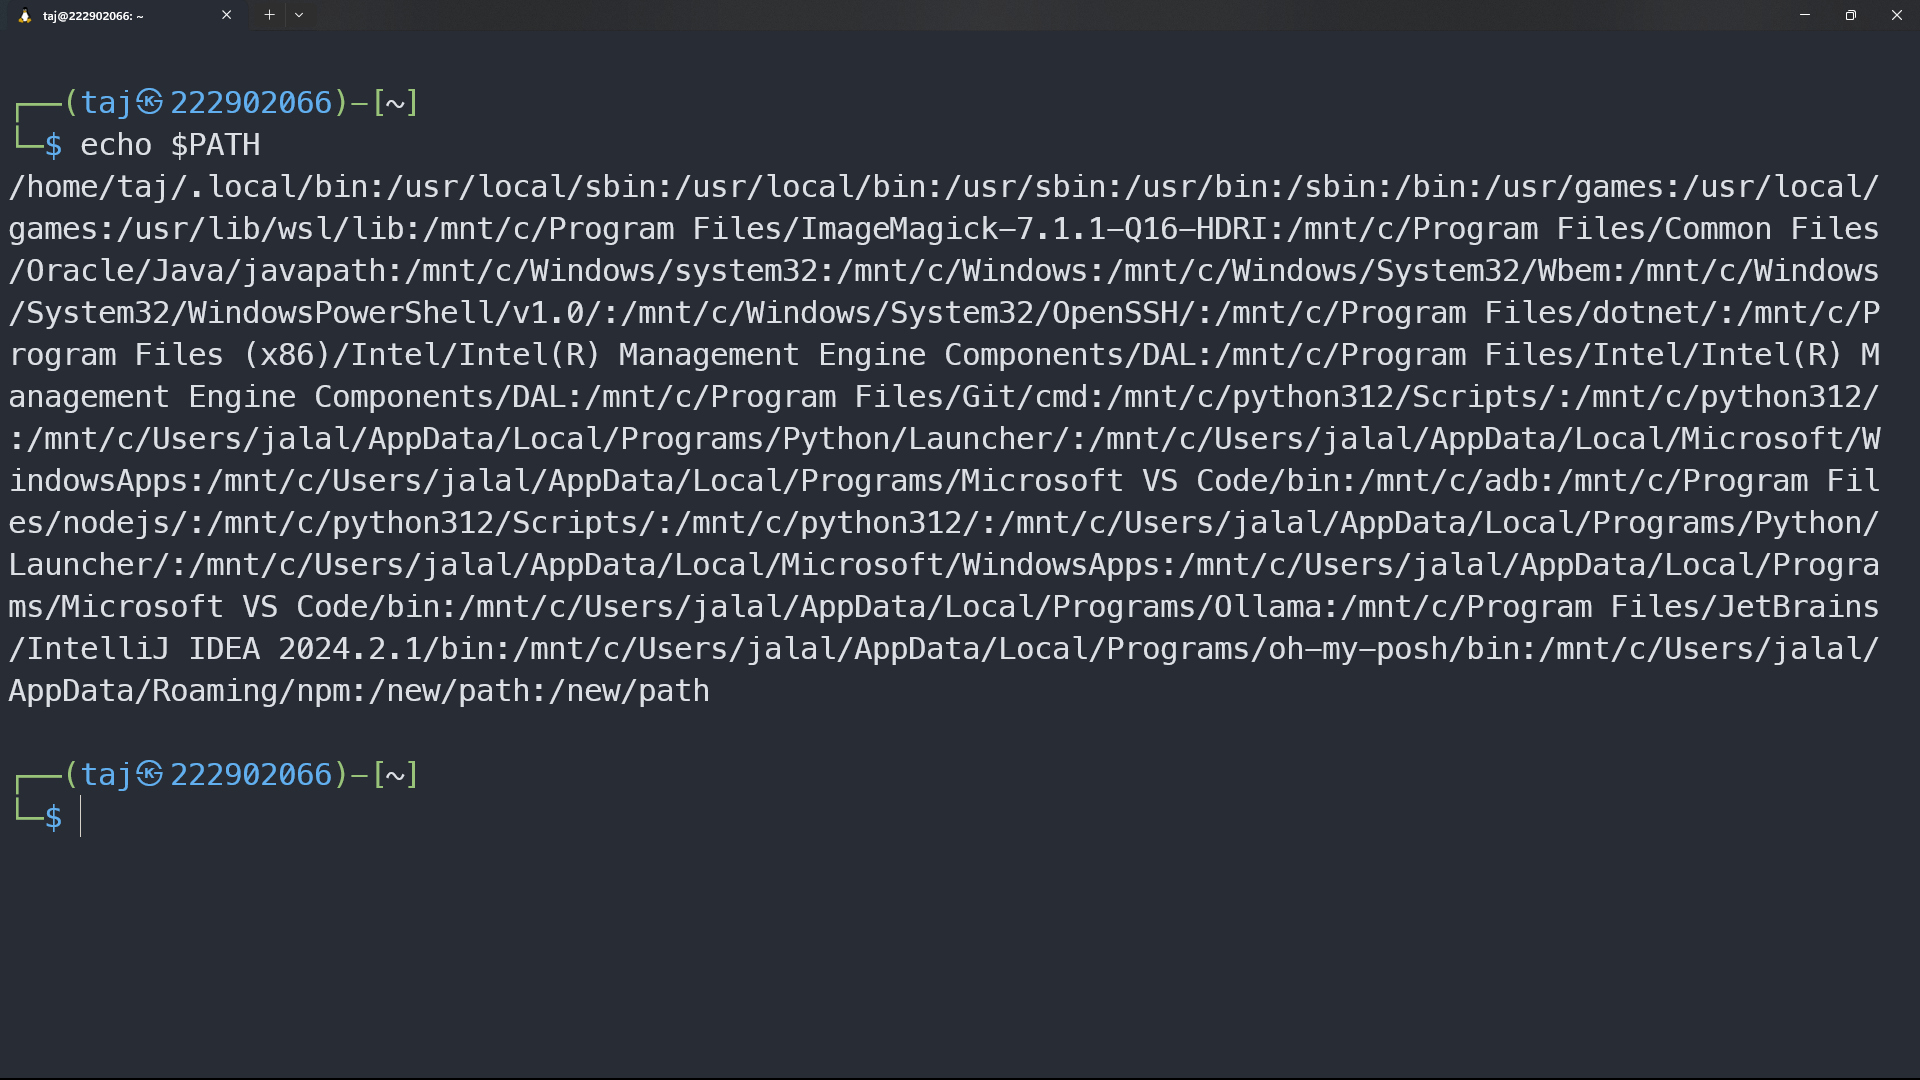 taj@222902066: ~
┌──(taj㉿222902066)-[~]
└─$ echo $PATH
/home/taj/.local/bin:/usr/local/sbin:/usr/local/bin:/usr/sbin:/usr/bin:/sbin:/bin:/usr/games:/usr/local/
games:/usr/lib/wsl/lib:/mnt/c/Program Files/ImageMagick-7.1.1-Q16-HDRI:/mnt/c/Program Files/Common Files
/Oracle/Java/javapath:/mnt/c/Windows/system32:/mnt/c/Windows:/mnt/c/Windows/System32/Wbem:/mnt/c/Windows
/System32/WindowsPowerShell/v1.0/:/mnt/c/Windows/System32/OpenSSH/:/mnt/c/Program Files/dotnet/:/mnt/c/P
rogram Files (x86)/Intel/Intel(R) Management Engine Components/DAL:/mnt/c/Program Files/Intel/Intel(R) M
anagement Engine Components/DAL:/mnt/c/Program Files/Git/cmd:/mnt/c/python312/Scripts/:/mnt/c/python312/
:/mnt/c/Users/jalal/AppData/Local/Programs/Python/Launcher/:/mnt/c/Users/jalal/AppData/Local/Microsoft/W
indowsApps:/mnt/c/Users/jalal/AppData/Local/Programs/Microsoft VS Code/bin:/mnt/c/adb:/mnt/c/Program Fil
es/nodejs/:/mnt/c/python312/Scripts/:/mnt/c/python312/:/mnt/c/Users/jalal/AppData/Local/Programs/Python/
Launcher/:/mnt/c/Users/jalal/AppData/Local/Microsoft/WindowsApps:/mnt/c/Users/jalal/AppData/Local/Progra
ms/Microsoft VS Code/bin:/mnt/c/Users/jalal/AppData/Local/Programs/Ollama:/mnt/c/Program Files/JetBrains
/IntelliJ IDEA 2024.2.1/bin:/mnt/c/Users/jalal/AppData/Local/Programs/oh-my-posh/bin:/mnt/c/Users/jalal/
AppData/Roaming/npm:/new/path:/new/path
┌──(taj㉿222902066)-[~]
└─$